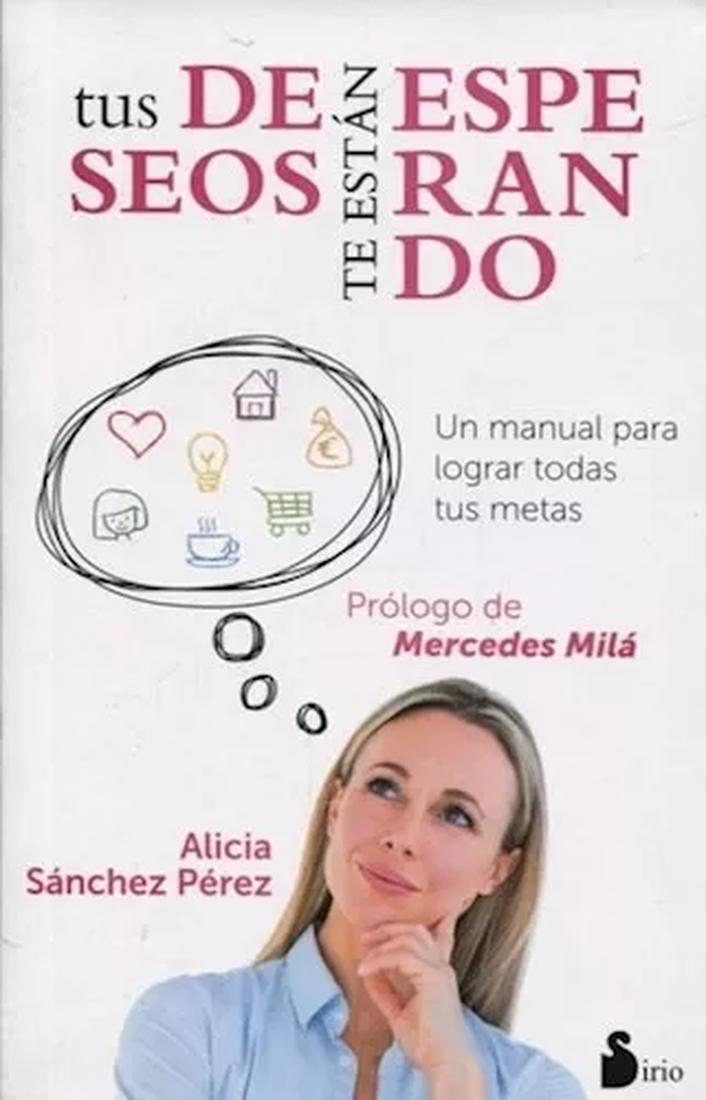 tus DE
SEOS
TE ESTÁN
ESPE
RAN
DO
Un manual para
lograr todas
tus metas
Prólogo de
Mercedes Milá
Alicia
Sánchez Pérez
Sirio
€